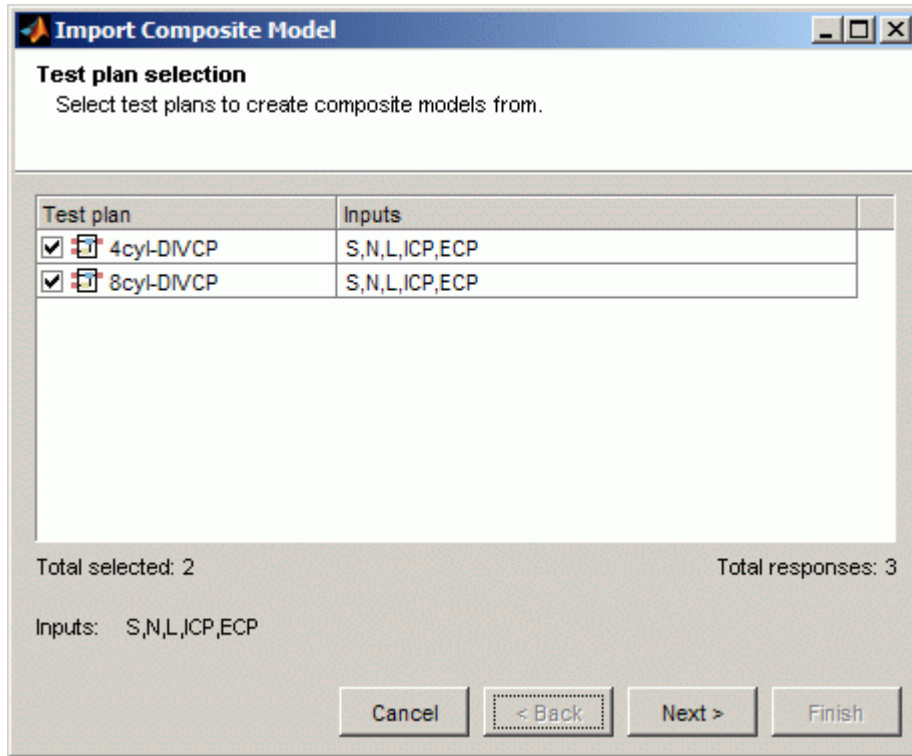 Import Composite Model
Test plan selection
Select test plans to create composite models from.
Test plan Inputs
4cyl-DIVCP S,N,L,ICP,ECP
8cyl-DIVCP S,N,L,ICP,ECP
Total selected: 2 Total responses: 3
Inputs: S,N,L,ICP,ECP
Cancel < Back Next > Finish